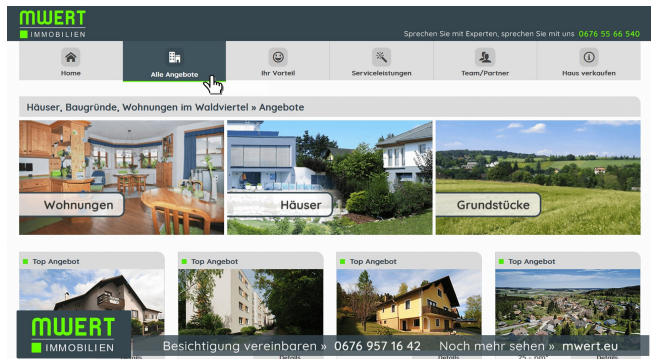 MWERT
IMMOBILIEN
Sprechen Sie mit Experten, sprechen Sie mit uns 0676 55 66 540
Home
Alle Angebote
Ihr Vorteil
Serviceleistungen
Team/Partner
Haus verkaufen
Häuser, Baugründe, Wohnungen im Waldviertel » Angebote
Wohnungen
Häuser
Grundstücke
Top Angebot
Top Angebot
Top Angebot
Top Angebot
MWERT
IMMOBILIEN
Besichtigung vereinbaren » 0676 957 16 42 Noch mehr sehen » mwert.eu